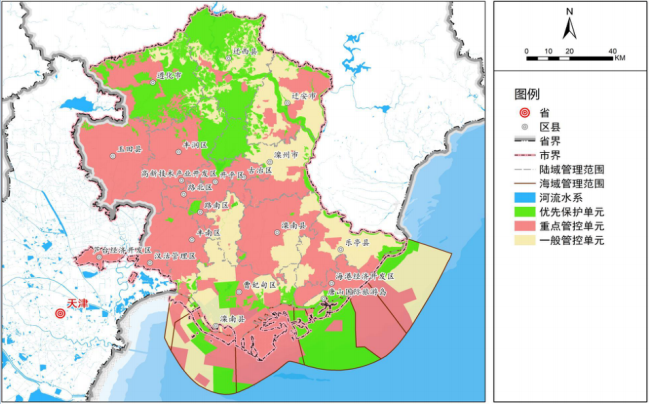 迁西县
遵化市
迁安市
玉田县
丰润区
滦州市
高新技术产业开发区
开平区
古冶区
路北区
路南区
丰南区
滦南县
乐亭县
芦台经济开发区
汉沽管理区
曹妃甸区
海港经济开发区
唐山国际旅游岛
滦南县
天津
N
0 10 20 40
KM
图例
省
区县
省界
市界
陆域管理范围
海域管理范围
河流水系
优先保护单元
重点管控单元
一般管控单元